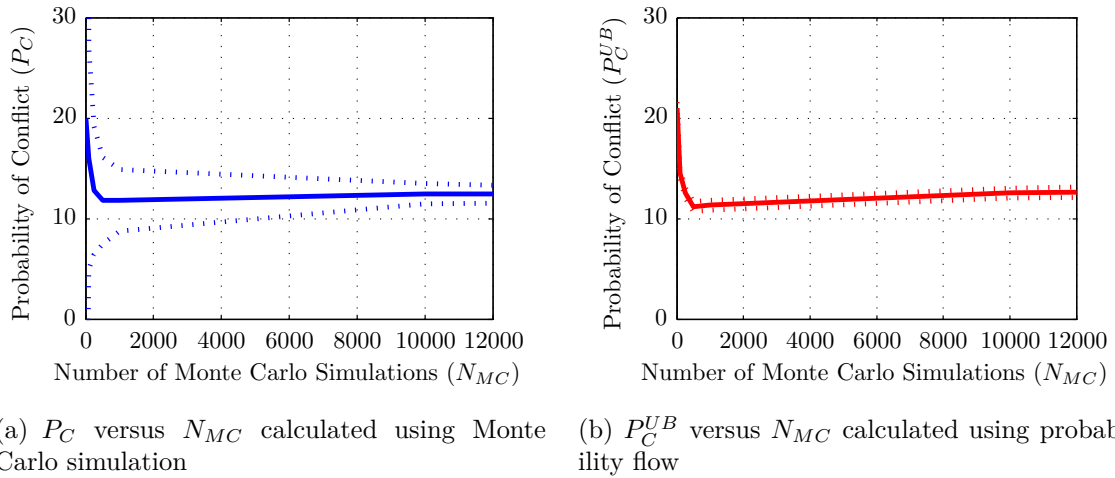 30
20
10
0
Probability of Conflict (P_C)
0 2000 4000 6000 8000 10000 12000
Number of Monte Carlo Simulations (N_MC)
30
20
10
0
Probability of Conflict (P_C^UB)
0 2000 4000 6000 8000 10000 12000
Number of Monte Carlo Simulations (N_MC)
(a) P_C versus N_MC calculated using Monte
Carlo simulation
(b) P_C^UB versus N_MC calculated using probab
ility flow